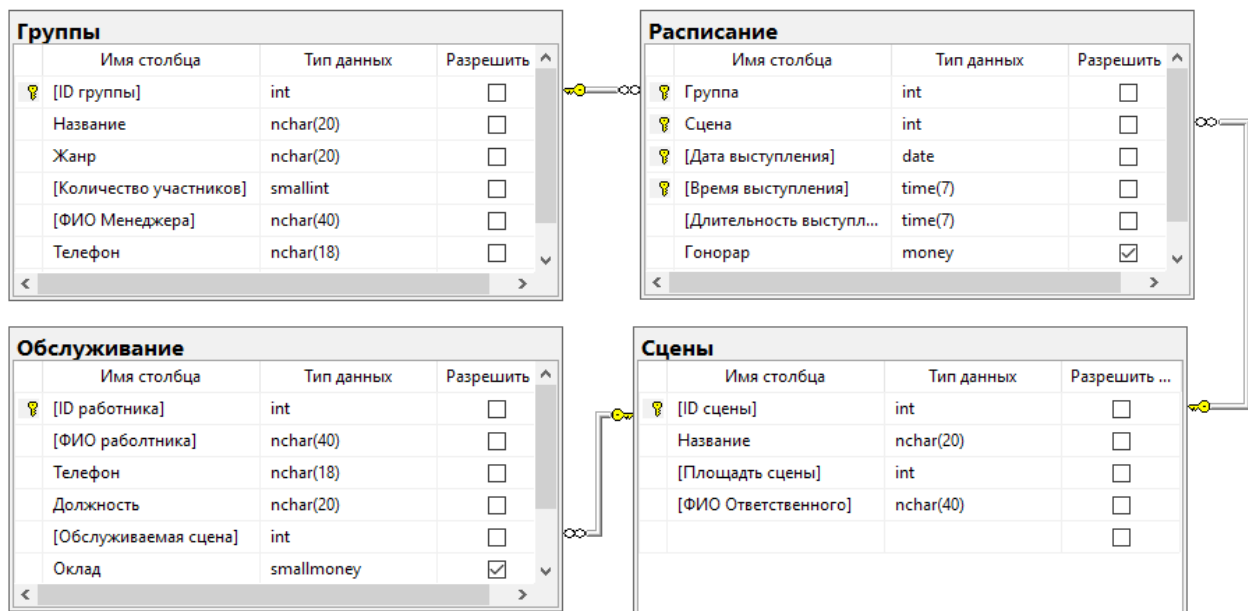 Группы
Имя столбца Тип данных Разрешить
[ID группы] int
Название nchar(20)
Жанр nchar(20)
[Количество участников] smallint
[ФИО Менеджера] nchar(40)
Телефон nchar(18)
Расписание
Имя столбца Тип данных Разрешить
Группа int
Сцена int
[Дата выступления] date
[Время выступления] time(7)
[Длительность выступл... time(7)
Гонорар money
Обслуживание
Имя столбца Тип данных Разрешить
[ID работника] int
[ФИО раболтника] nchar(40)
Телефон nchar(18)
Должность nchar(20)
[Обслуживаемая сцена] int
Оклад smallmoney
Сцены
Имя столбца Тип данных Разрешить ...
[ID сцены] int
Название nchar(20)
[Площадть сцены] int
[ФИО Ответственного] nchar(40)